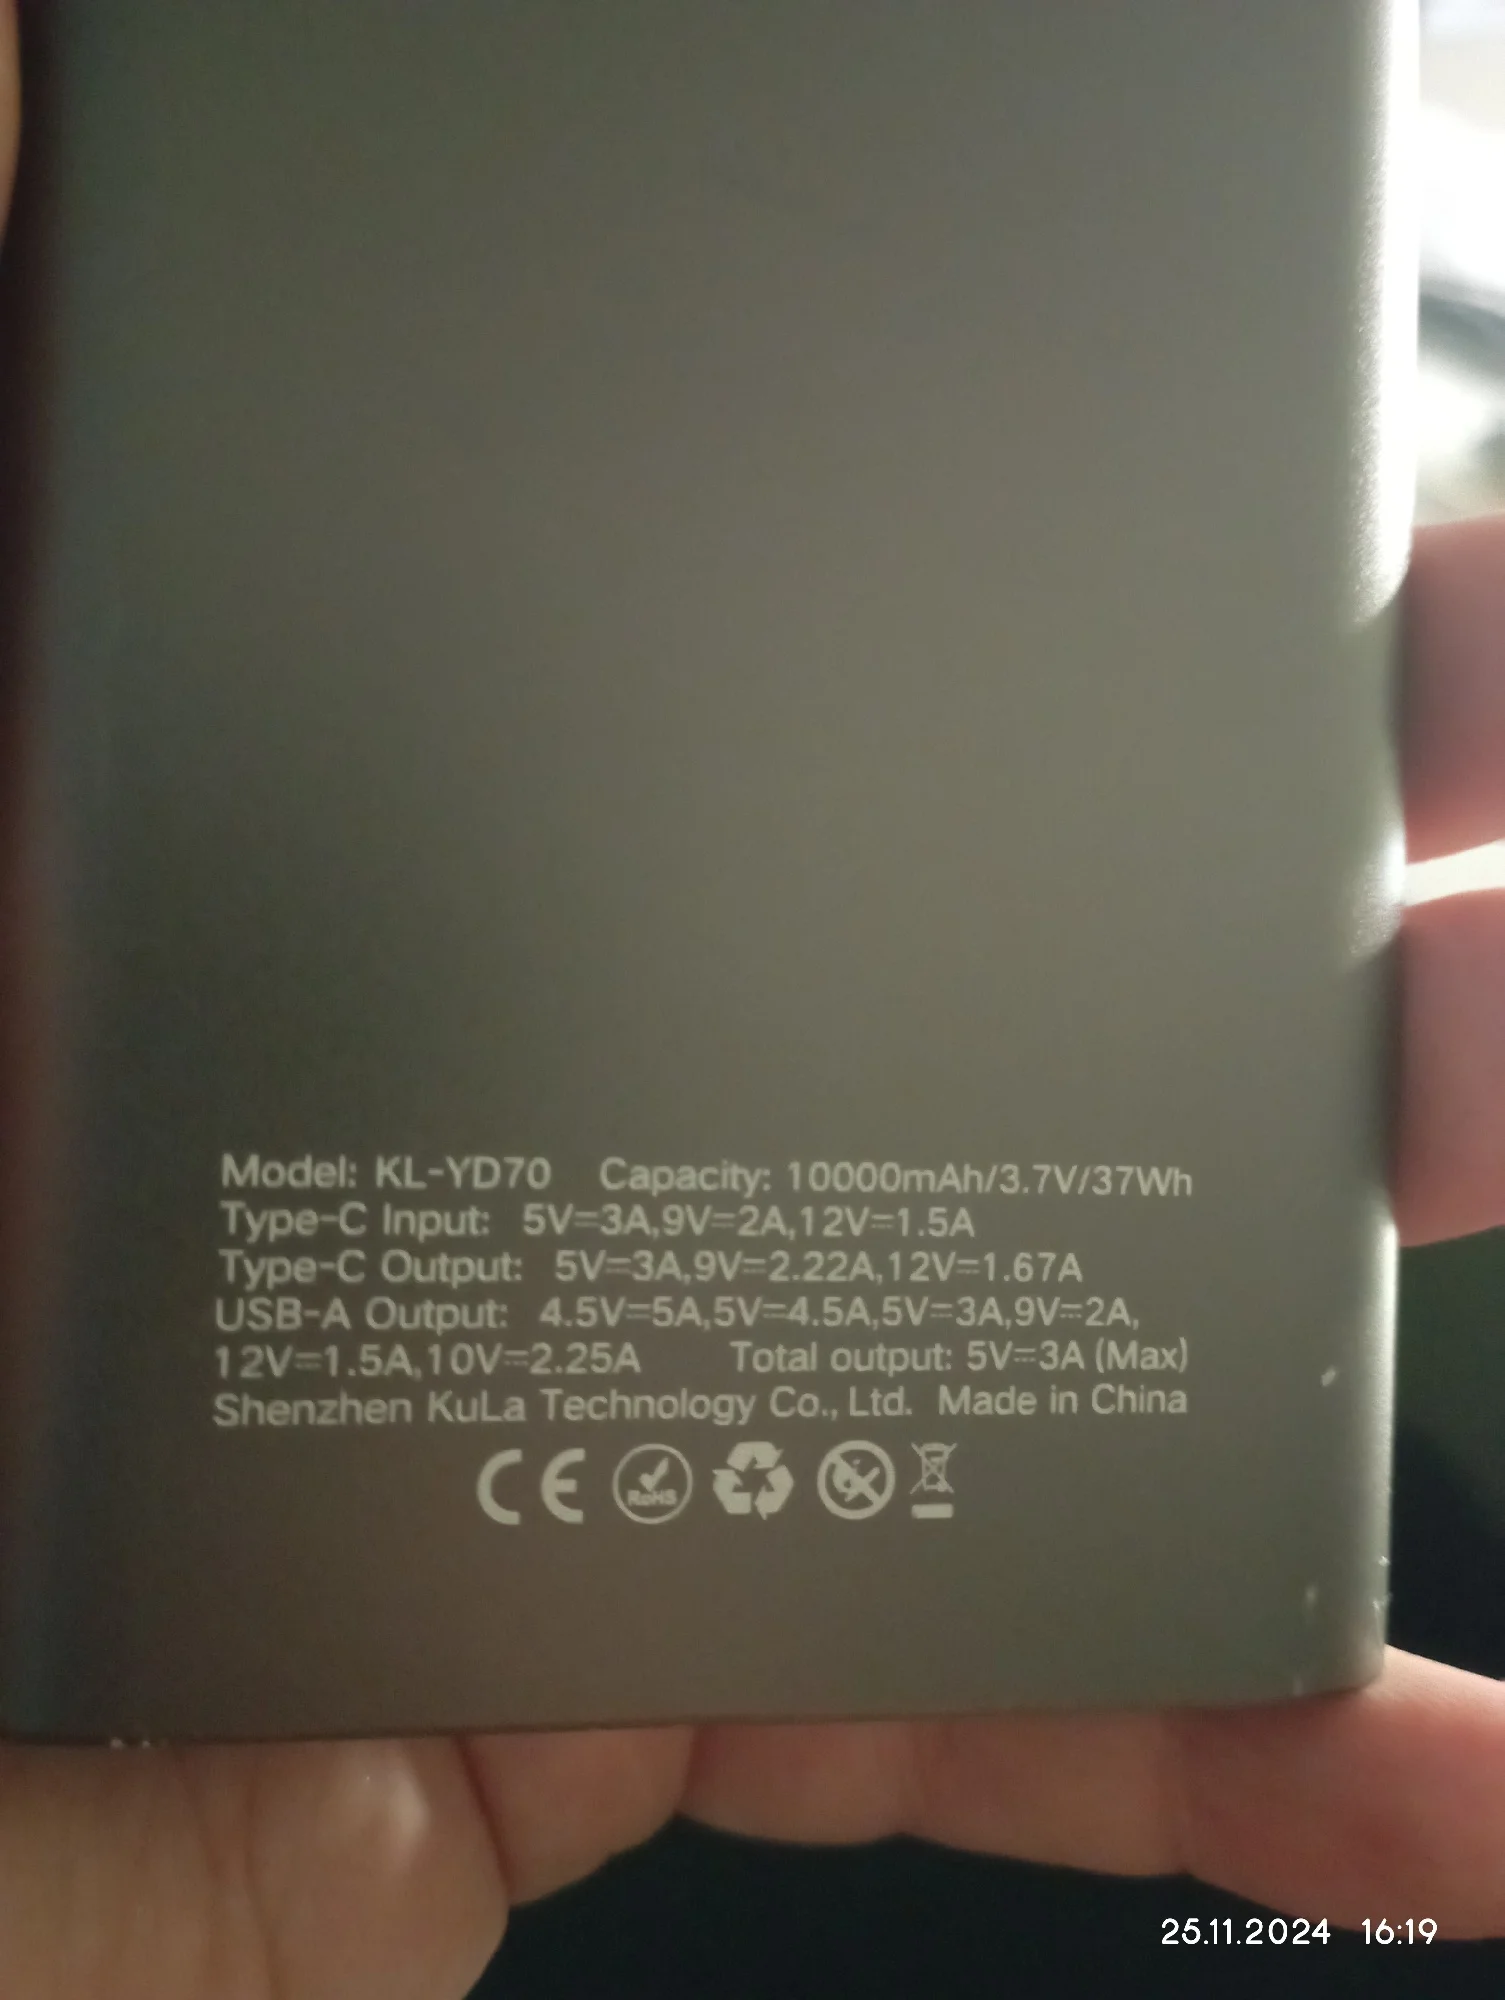 Model: KL-YD70 Capacity: 10000mAh/3.7V/37Wh
Type-C Input: 5V⎓3A,9V⎓2A,12V⎓1.5A
Type-C Output: 5V⎓3A,9V⎓2.22A,12V⎓1.67A
USB-A Output: 4.5V⎓5A,5V⎓4.5A,5V⎓3A,9V⎓2A,
12V⎓1.5A,10V⎓2.25A Total output: 5V⎓3A (Max)
Shenzhen KuLa Technology Co., Ltd. Made in China
CE RoHS
25.11.2024 16:19